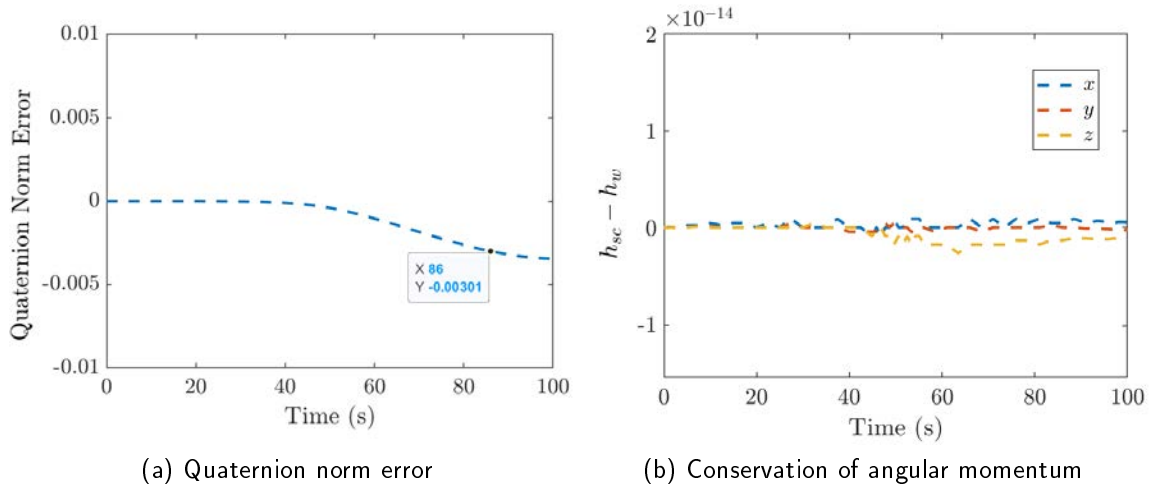 0.01
0.005
0
-0.005
-0.01
Quaternion Norm Error
X 86
Y -0.00301
0 20 40 60 80 100
Time (s)
(a) Quaternion norm error
×10⁻¹⁴
2
1
0
-1
h_{sc} − h_w
x
y
z
0 20 40 60 80 100
Time (s)
(b) Conservation of angular momentum